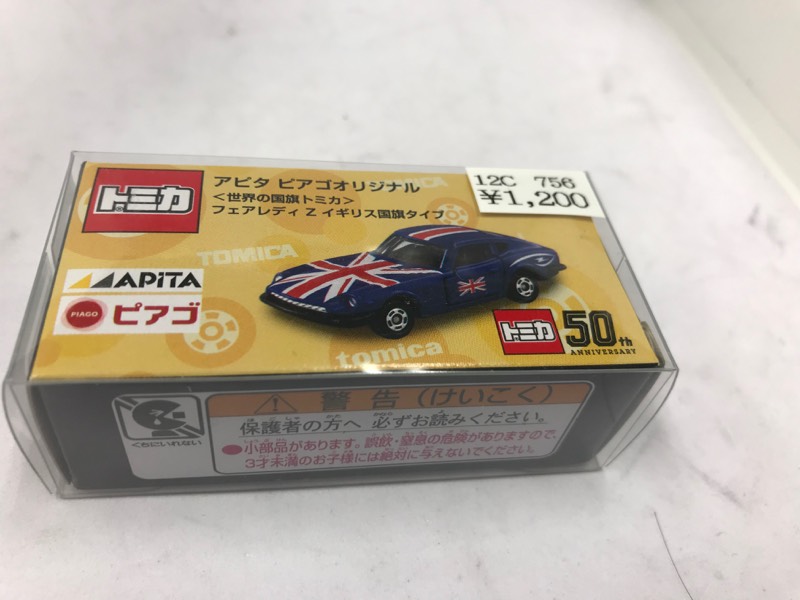 トミカ
アピタ ピアゴオリジナル
<世界の国旗トミカ>
フェアレディ Z イギリス国旗タイプ
12C 756
¥1,200
TOMICA
APiTA
PIAGO ピアゴ
tomica
トミカ 50th
ANNIVERSARY
警告(けいこく)
保護者の方へ 必ずお読みください。
●小部品があります。誤飲・窒息の危険がありますので、
3才未満のお子様には絶対に与えないでください。
くちにいれない